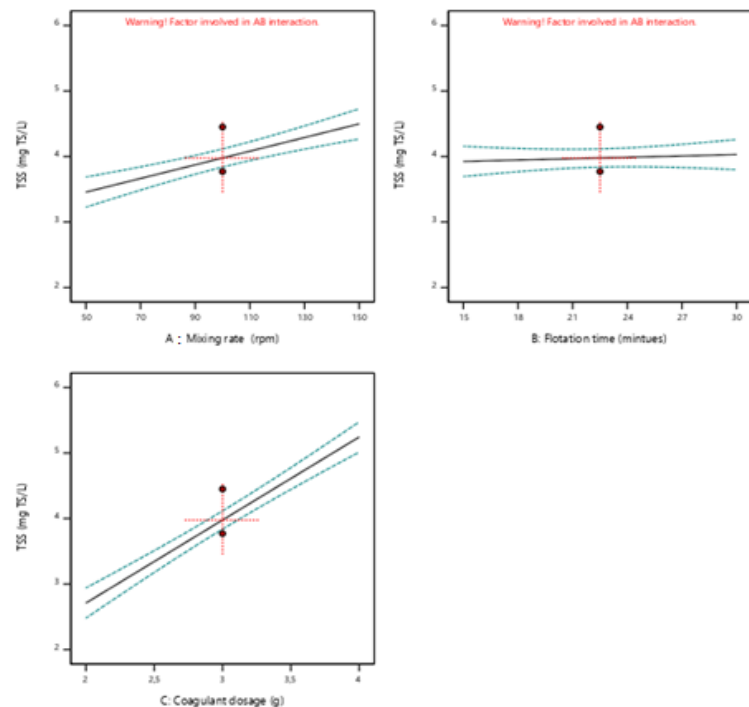 Warning! Factor involved in AB interaction.
6
5
4
3
2
TSS (mg TS/L)
50 70 90 110 130 150
A : Mixing rate (rpm)
Warning! Factor involved in AB interaction.
6
5
4
3
2
TSS (mg TS/L)
15 18 21 24 27 30
B: Flotation time (mintues)
6
5
4
3
2
TSS (mg TS/L)
2 2,5 3 3,5 4
C: Coagulant dosage (g)